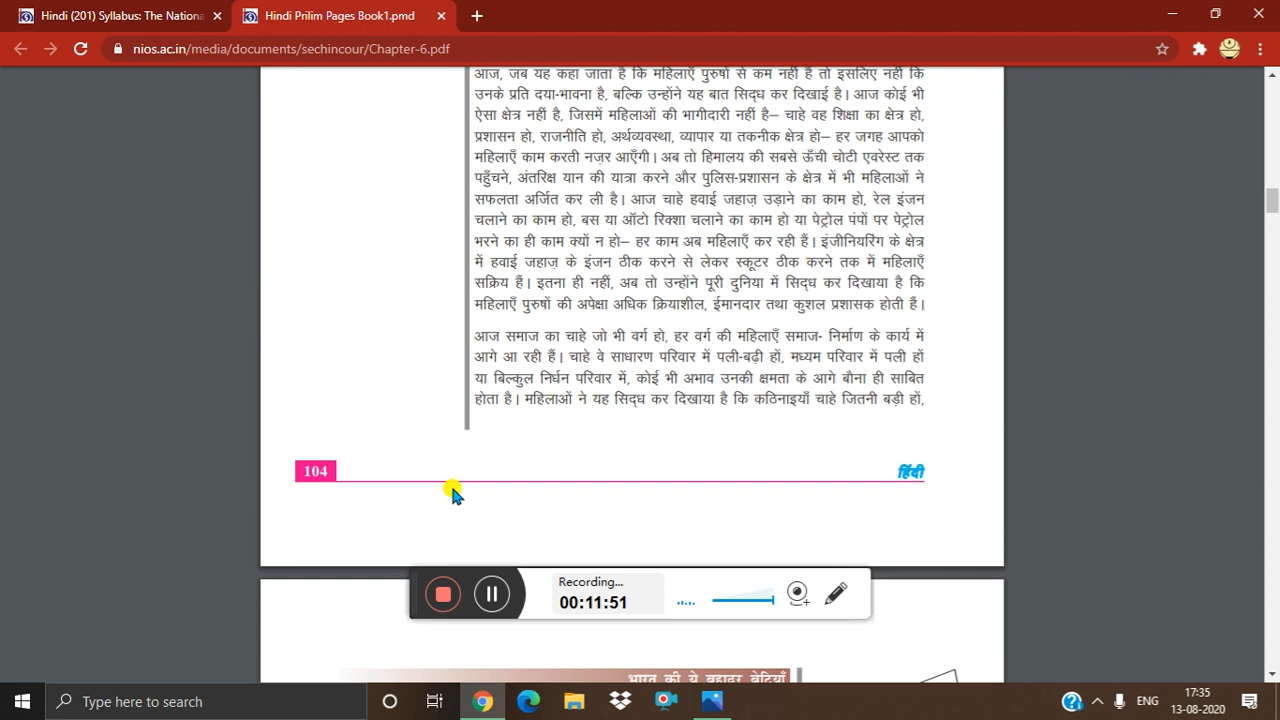 Hindi (201) Syllabus: The Nationa
Hindi Prilim Pages Book1.pmd
nios.ac.in/media/documents/sechincour/Chapter-6.pdf
आज, जब यह कहा जाता है कि महिलाएँ पुरुषों से कम नहीं हैं तो इसलिए नहीं कि
उनके प्रति दया-भावना है, बल्कि उन्होंने यह बात सिद्ध कर दिखाई है। आज कोई भी
ऐसा क्षेत्र नहीं है, जिसमें महिलाओं की भागीदारी नहीं है– चाहे वह शिक्षा का क्षेत्र हो,
प्रशासन हो, राजनीति हो, अर्थव्यवस्था, व्यापार या तकनीक क्षेत्र हो– हर जगह आपको
महिलाएँ काम करती नज़र आएँगी। अब तो हिमालय की सबसे ऊँची चोटी एवरेस्ट तक
पहुँचने, अंतरिक्ष यान की यात्रा करने और पुलिस-प्रशासन के क्षेत्र में भी महिलाओं ने
सफलता अर्जित कर ली है। आज चाहे हवाई जहाज़ उड़ाने का काम हो, रेल इंजन
चलाने का काम हो, बस या ऑटो रिक्शा चलाने का काम हो या पेट्रोल पंपों पर पेट्रोल
भरने का ही काम क्यों न हो– हर काम अब महिलाएँ कर रही हैं। इंजीनियरिंग के क्षेत्र
में हवाई जहाज़ के इंजन ठीक करने से लेकर स्कूटर ठीक करने तक में महिलाएँ
सक्रिय हैं। इतना ही नहीं, अब तो उन्होंने पूरी दुनिया में सिद्ध कर दिखाया है कि
महिलाएँ पुरुषों की अपेक्षा अधिक क्रियाशील, ईमानदार तथा कुशल प्रशासक होती हैं।
आज समाज का चाहे जो भी वर्ग हो, हर वर्ग की महिलाएँ समाज- निर्माण के कार्य में
आगे आ रही हैं। चाहे वे साधारण परिवार में पली-बढ़ी हों, मध्यम परिवार में पली हों
या बिल्कुल निर्धन परिवार में, कोई भी अभाव उनकी क्षमता के आगे बौना ही साबित
होता है। महिलाओं ने यह सिद्ध कर दिखाया है कि कठिनाइयाँ चाहे जितनी बड़ी हों,
104
हिंदी
Recording...
00:11:51
भारत की ये बहादुर बेटियाँ
Type here to search
ENG
17:35
13-08-2020